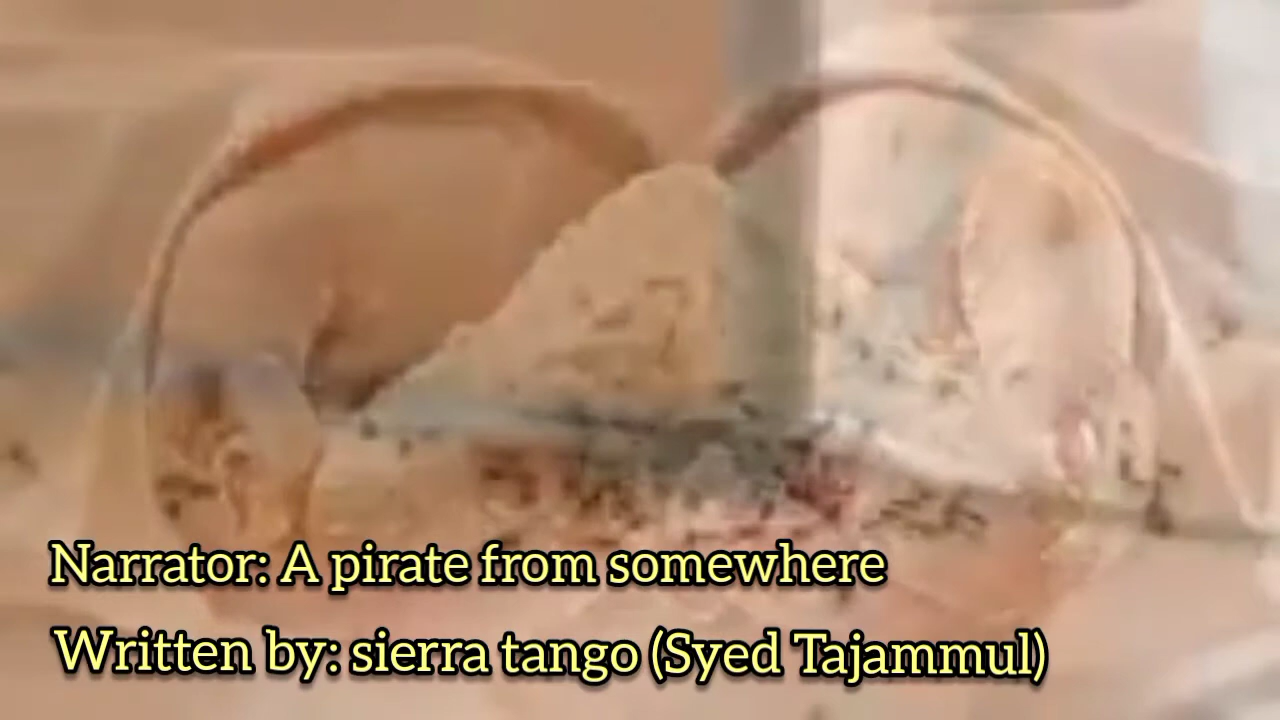 Narrator: A pirate from somewhere
Written by: sierra tango (Syed Tajammul)